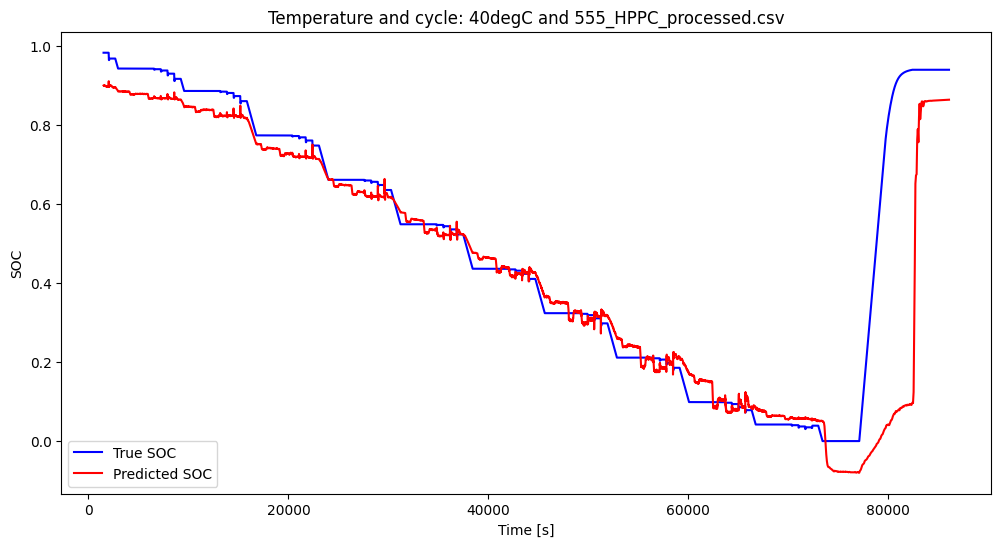 Temperature and cycle: 40degC and 555_HPPC_processed.csv
1.0
0.8
0.6
0.4
0.2
0.0
SOC
True SOC
Predicted SOC
0
20000
40000
60000
80000
Time [s]